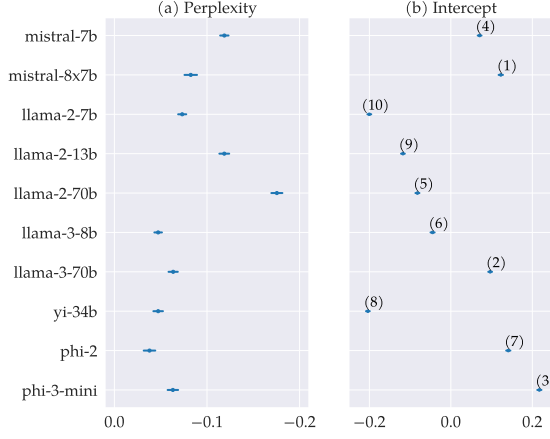 (a) Perplexity (b) Intercept
mistral-7b (4)
mistral-8x7b (1)
llama-2-7b (10)
llama-2-13b (9)
llama-2-70b (5)
llama-3-8b (6)
llama-3-70b (2)
yi-34b (8)
phi-2 (7)
phi-3-mini (3
0.0 −0.1 −0.2 −0.2 0.0 0.2